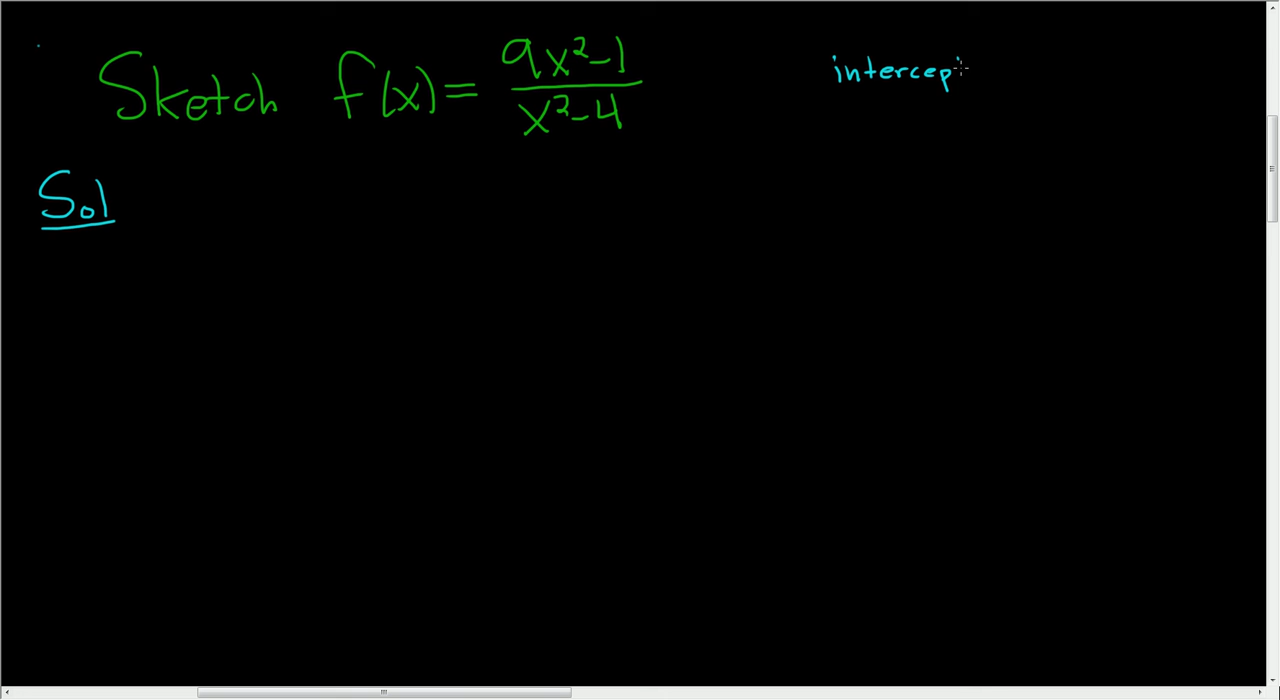 Sketch f(x) = 9x²-1 / x²-4
intercep
Sol